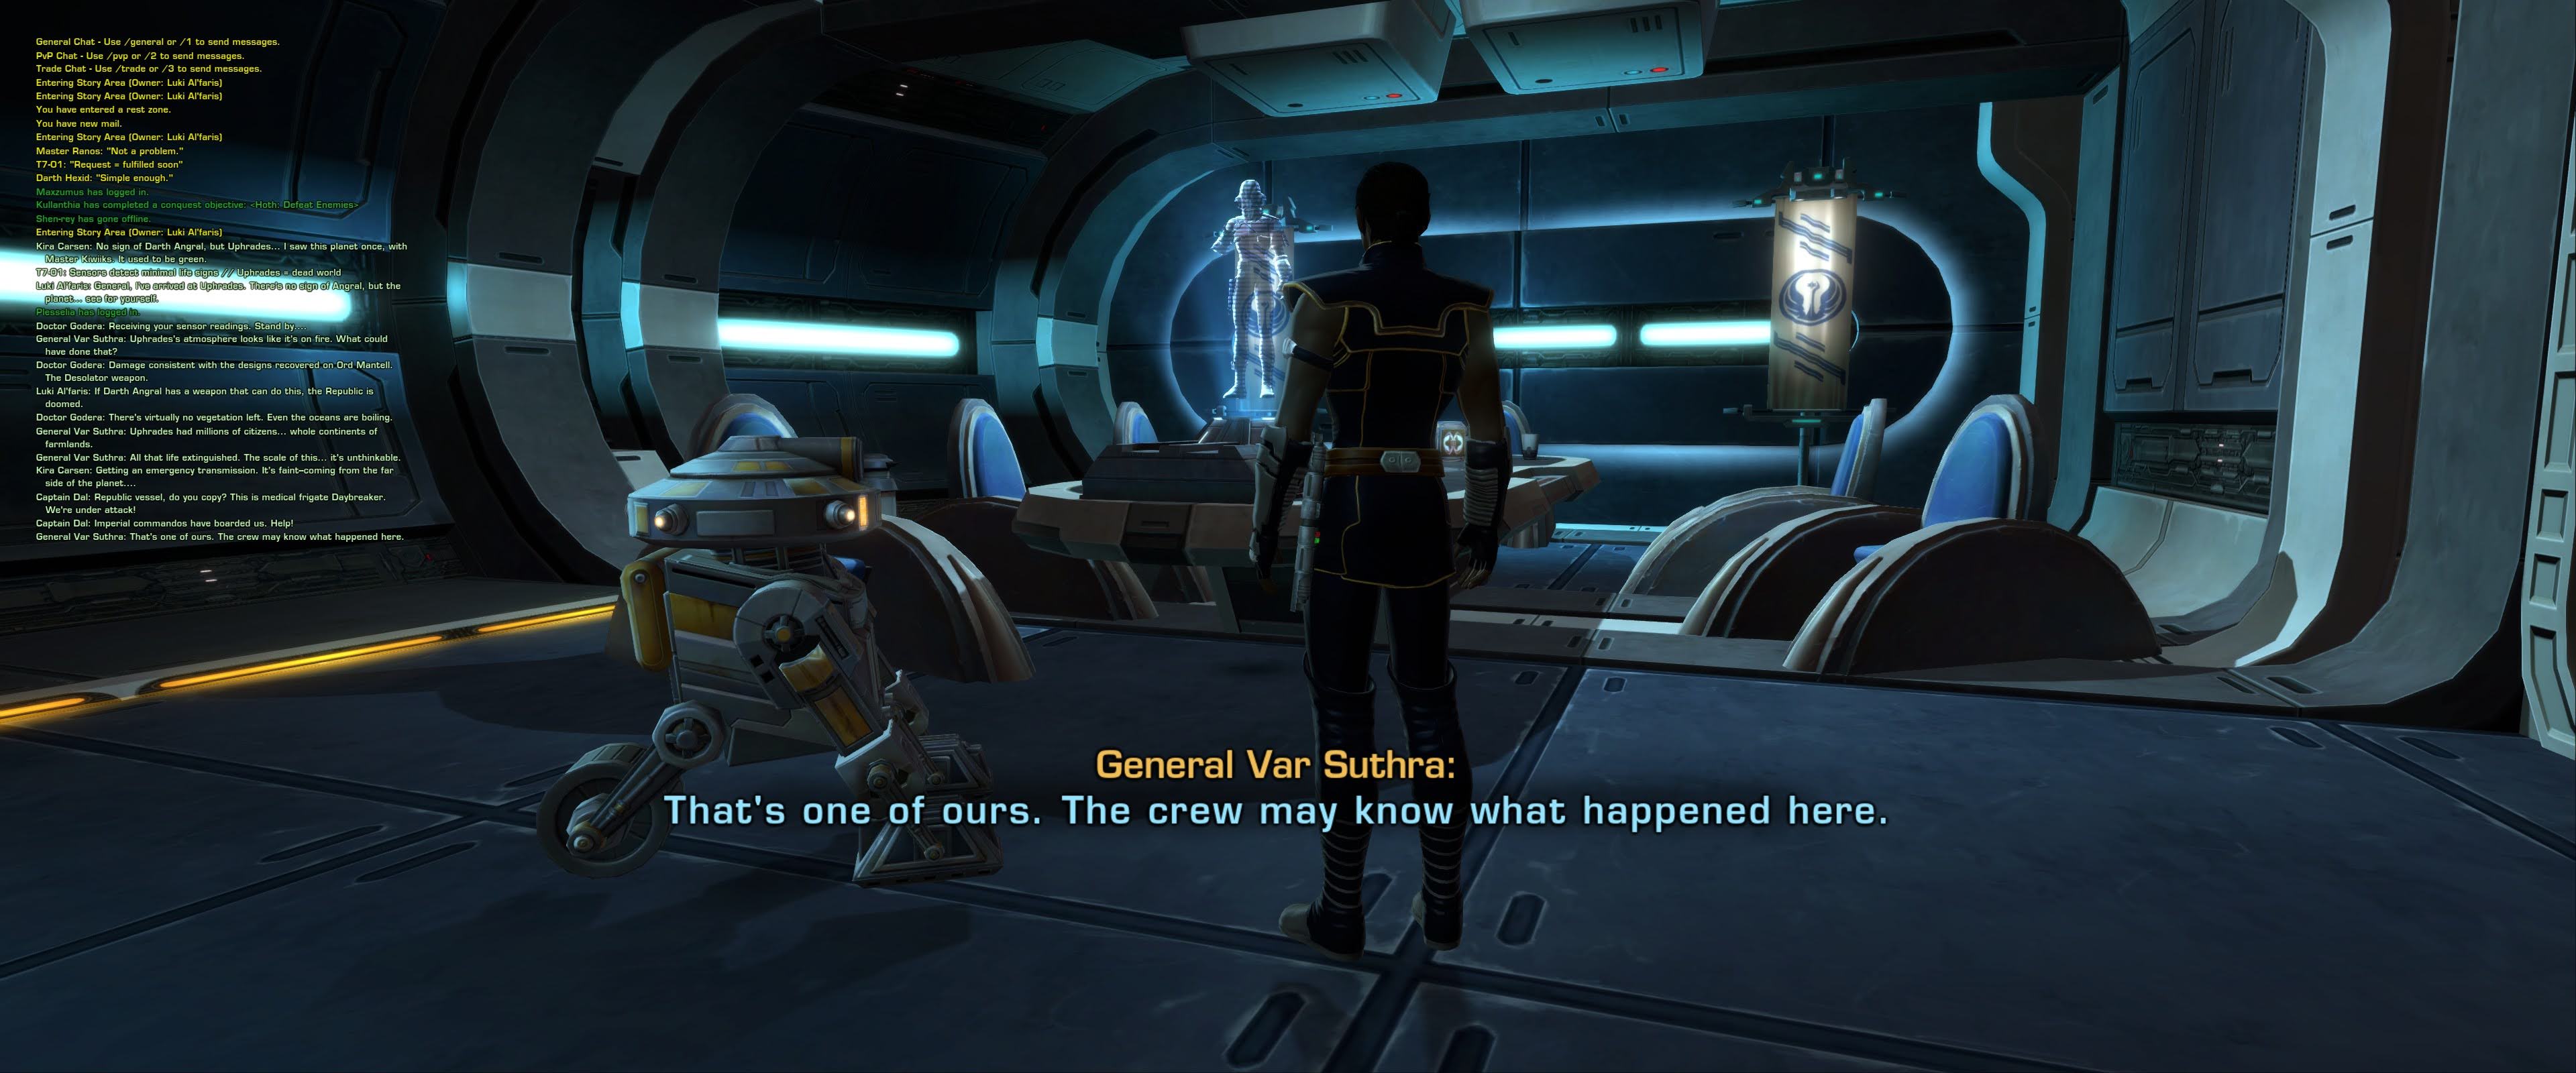 General Chat - Use /general or /1 to send messages.
PvP Chat - Use /pvp or /2 to send messages.
Trade Chat - Use /trade or /3 to send messages.
Entering Story Area (Owner: Luki Al'faris)
Entering Story Area (Owner: Luki Al'faris)
You have entered a rest zone.
You have new mail.
Entering Story Area (Owner: Luki Al'faris)
Master Ranos: "Not a problem."
T7-O1: "Request = fulfilled soon"
Darth Hexid: "Simple enough."
Maxzumus has logged in.
Kullanthia has completed a conquest objective: <Hoth: Defeat Enemies>
Shen-rey has gone offline.
Entering Story Area (Owner: Luki Al'faris)
Kira Carsen: No sign of Darth Angral, but Uphrades... I saw this planet once, with
Master Kiwiiks. It used to be green.
T7-O1: Sensors detect minimal life signs // Uphrades = dead world
Luki Al'faris: General, I've arrived at Uphrades. There's no sign of Angral, but the
planet... see for yourself.
Plesselia has logged in.
Doctor Godera: Receiving your sensor readings. Stand by....
General Var Suthra: Uphrades's atmosphere looks like it's on fire. What could
have done that?
Doctor Godera: Damage consistent with the designs recovered on Ord Mantell.
The Desolator weapon.
Luki Al'faris: If Darth Angral has a weapon that can do this, the Republic is
doomed.
Doctor Godera: There's virtually no vegetation left. Even the oceans are boiling.
General Var Suthra: Uphrades had millions of citizens... whole continents of
farmlands.
General Var Suthra: All that life extinguished. The scale of this... it's unthinkable.
Kira Carsen: Getting an emergency transmission. It's faint–coming from the far
side of the planet....
Captain Dal: Republic vessel, do you copy? This is medical frigate Daybreaker.
We're under attack!
Captain Dal: Imperial commandos have boarded us. Help!
General Var Suthra: That's one of ours. The crew may know what happened here.
General Var Suthra:
That's one of ours. The crew may know what happened here.